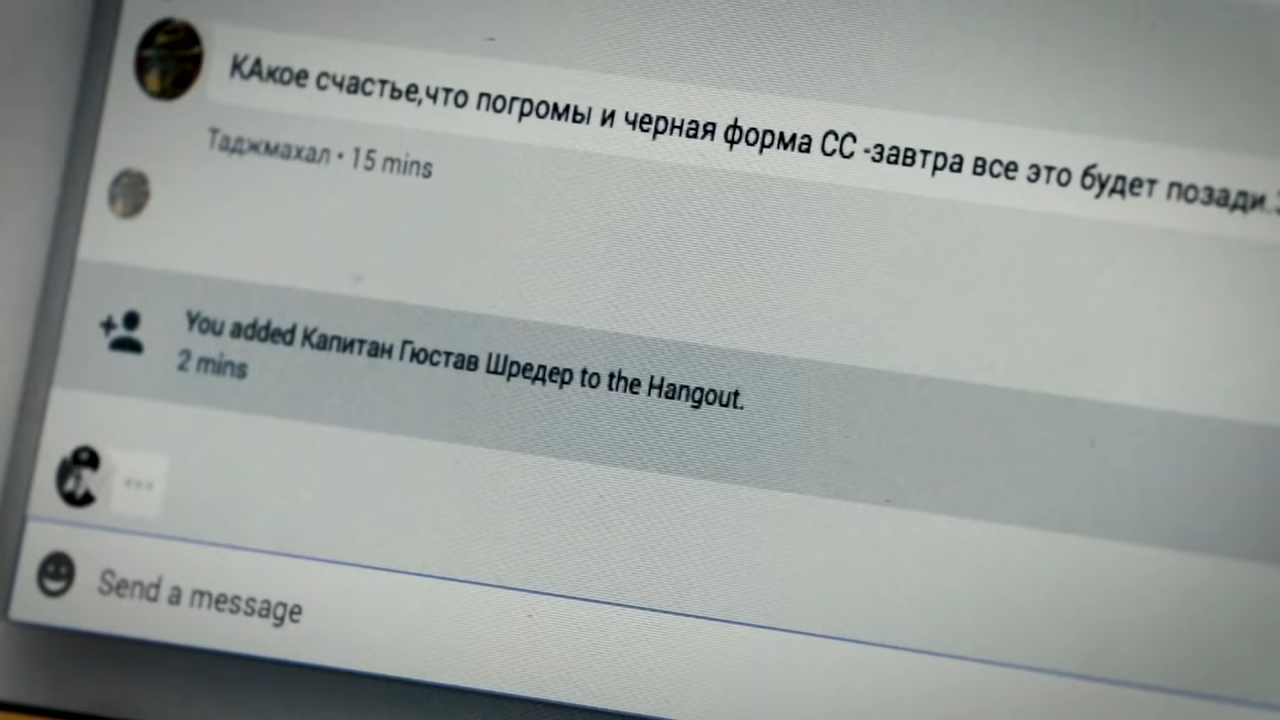 КАкое счастье,что погромы и черная форма СС -завтра все это будет позади.
Таджмахал • 15 mins
You added Капитан Гюстав Шредер to the Hangout.
2 mins
Send a message